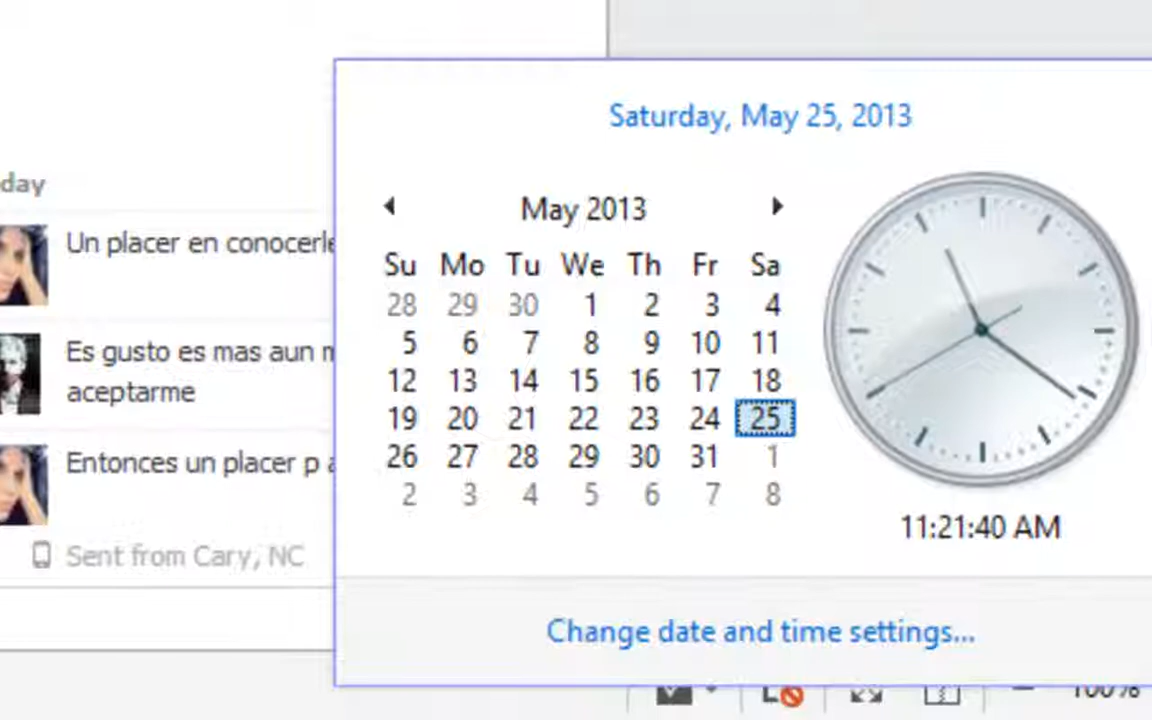 day
Un placer en conocerle
Es gusto es mas aun
aceptarme
Entonces un placer p
Sent from Cary, NC
Saturday, May 25, 2013
May 2013
Su Mo Tu We Th Fr Sa
28 29 30 1 2 3 4
5 6 7 8 9 10 11
12 13 14 15 16 17 18
19 20 21 22 23 24 25
26 27 28 29 30 31 1
2 3 4 5 6 7 8
11:21:40 AM
Change date and time settings...
100%